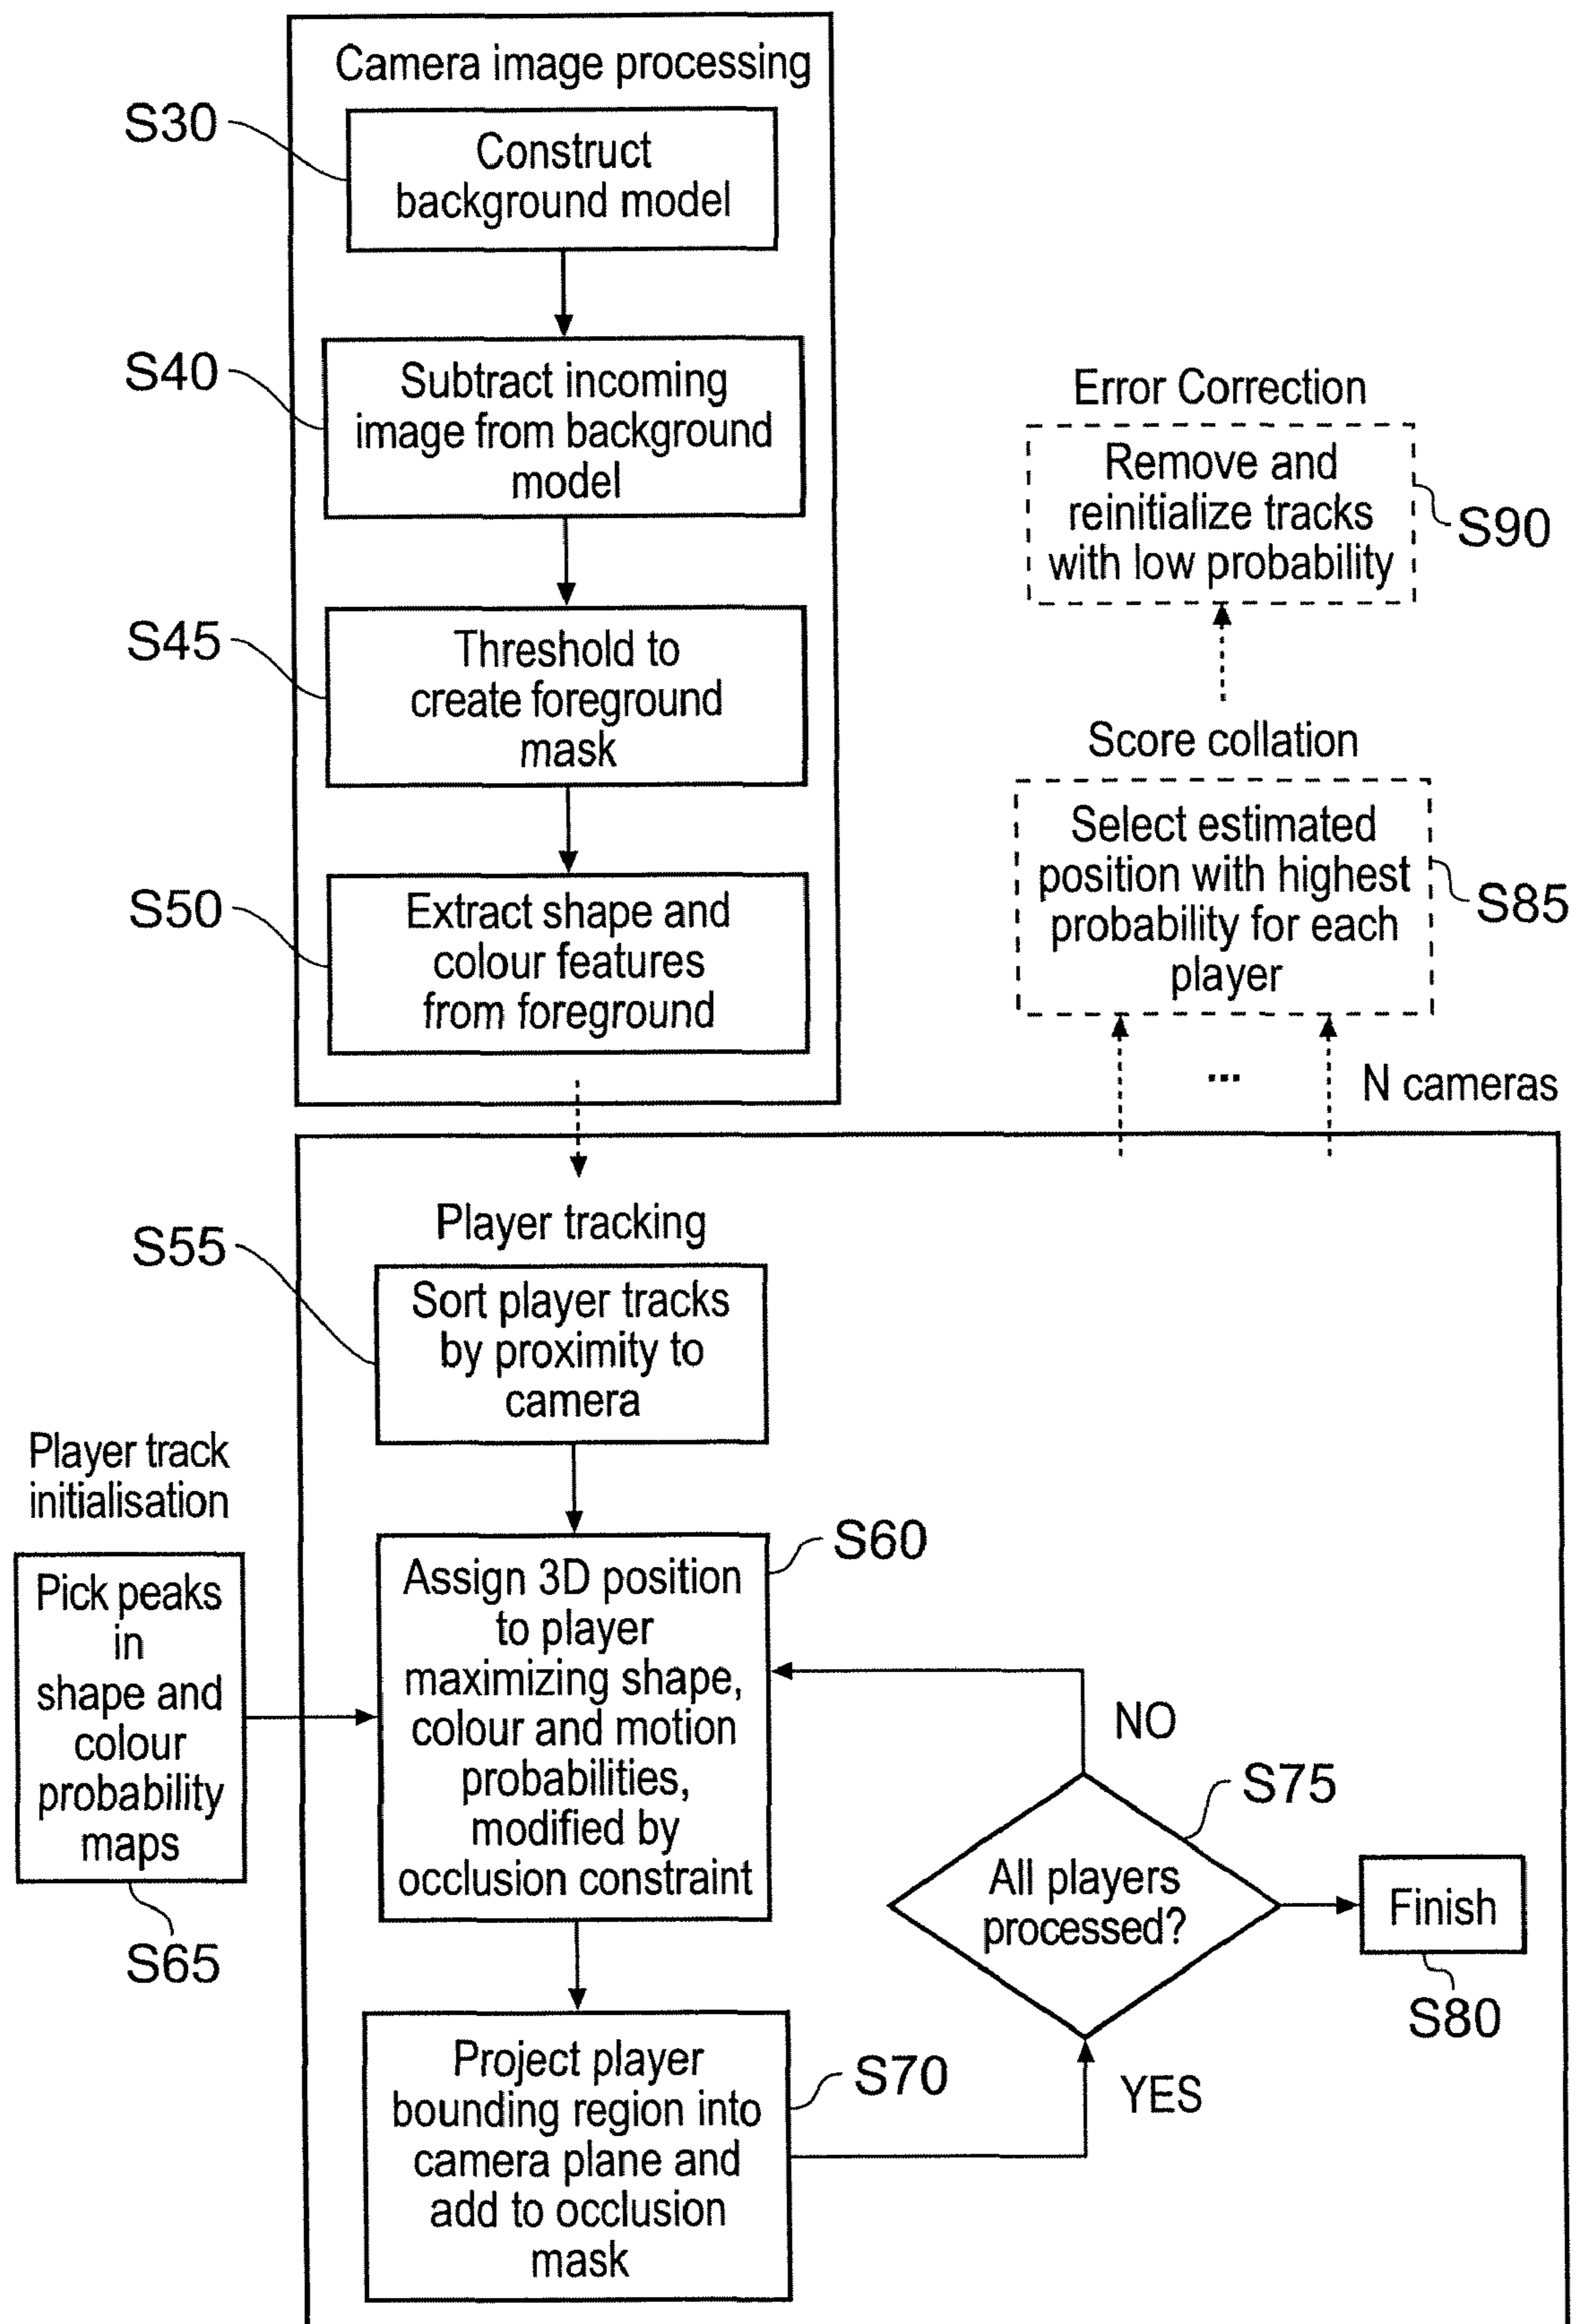 Camera image processing
S30
Construct
background model
S40
Subtract incoming
image from background
model
S45
Threshold to
create foreground
mask
S50
Extract shape and
colour features
from foreground
Error Correction
Remove and
reinitialize tracks
with low probability
S90
Score collation
Select estimated
position with highest
probability for each
player
S85
...
N cameras
Player tracking
S55
Sort player tracks
by proximity to
camera
Player track
initialisation
Pick peaks
in
shape and
colour
probability
maps
S65
S60
Assign 3D position
to player
maximizing shape,
colour and motion
probabilities,
modified by
occlusion constraint
NO
S75
All players
processed?
Finish
S80
YES
S70
Project player
bounding region into
camera plane and
add to occlusion
mask